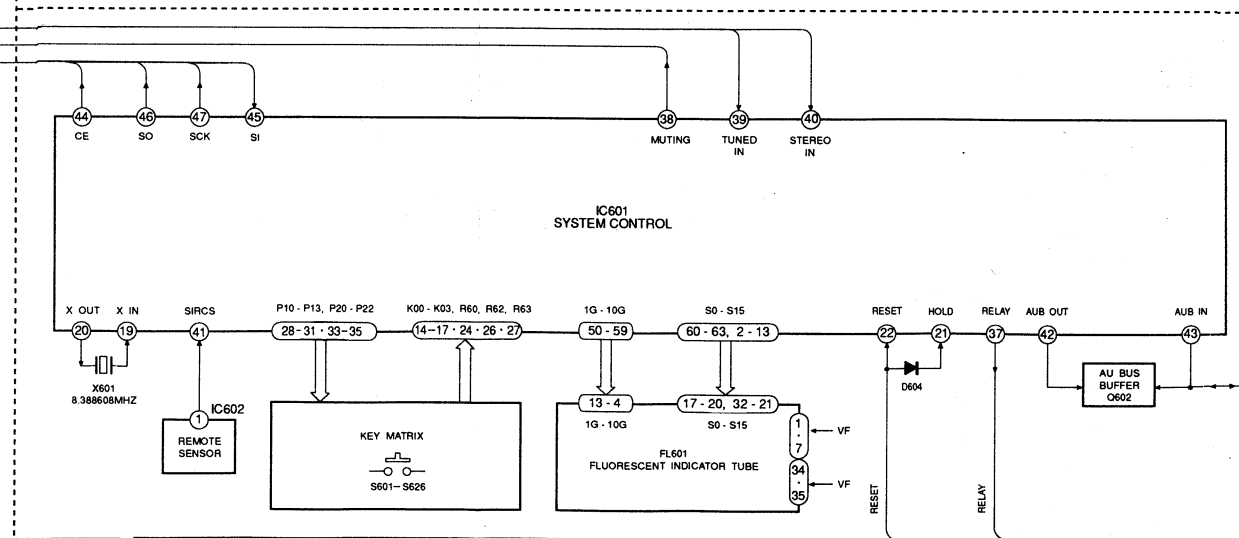 44 46 47 45 38 39 40
CE SO SCK SI MUTING TUNED IN STEREO IN
IC601
SYSTEM CONTROL
X OUT X IN SIRCS P10 - P13, P20 - P22 K00 - K03, R60, R62, R63 1G - 10G S0 - S15 RESET HOLD RELAY AUB OUT AUB IN
20 19 41 28-31 · 33-35 14-17 · 24 · 26 · 27 50 - 59 60 - 63, 2 - 13 22 21 37 42 43
X601
8.388608MHZ
D604
AU BUS
BUFFER
Q602
1 IC602
REMOTE
SENSOR
KEY MATRIX
S601-S626
13 - 4 17 - 20, 32 - 21
1G - 10G S0 - S15
FL601
FLUORESCENT INDICATOR TUBE
1 · 7 VF
34 · 35 VF
RESET
RELAY